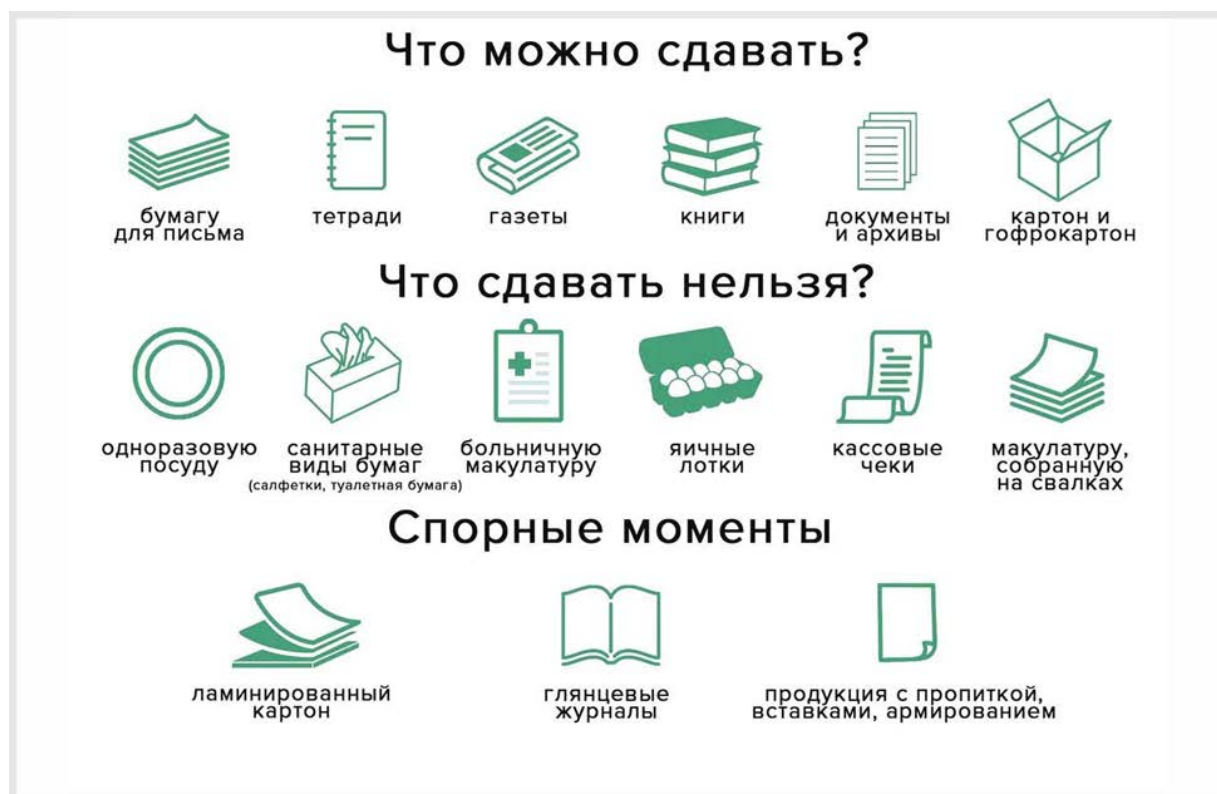 Что можно сдавать?
бумагу
для письма
тетради
газеты
книги
документы
и архивы
картон и
гофрокартон
Что сдавать нельзя?
одноразовую
посуду
санитарные
виды бумаг
(салфетки, туалетная бумага)
больничную
макулатуру
яичные
лотки
кассовые
чеки
макулатуру,
собранную
на свалках
Спорные моменты
ламинированный
картон
глянцевые
журналы
продукция с пропиткой,
вставками, армированием